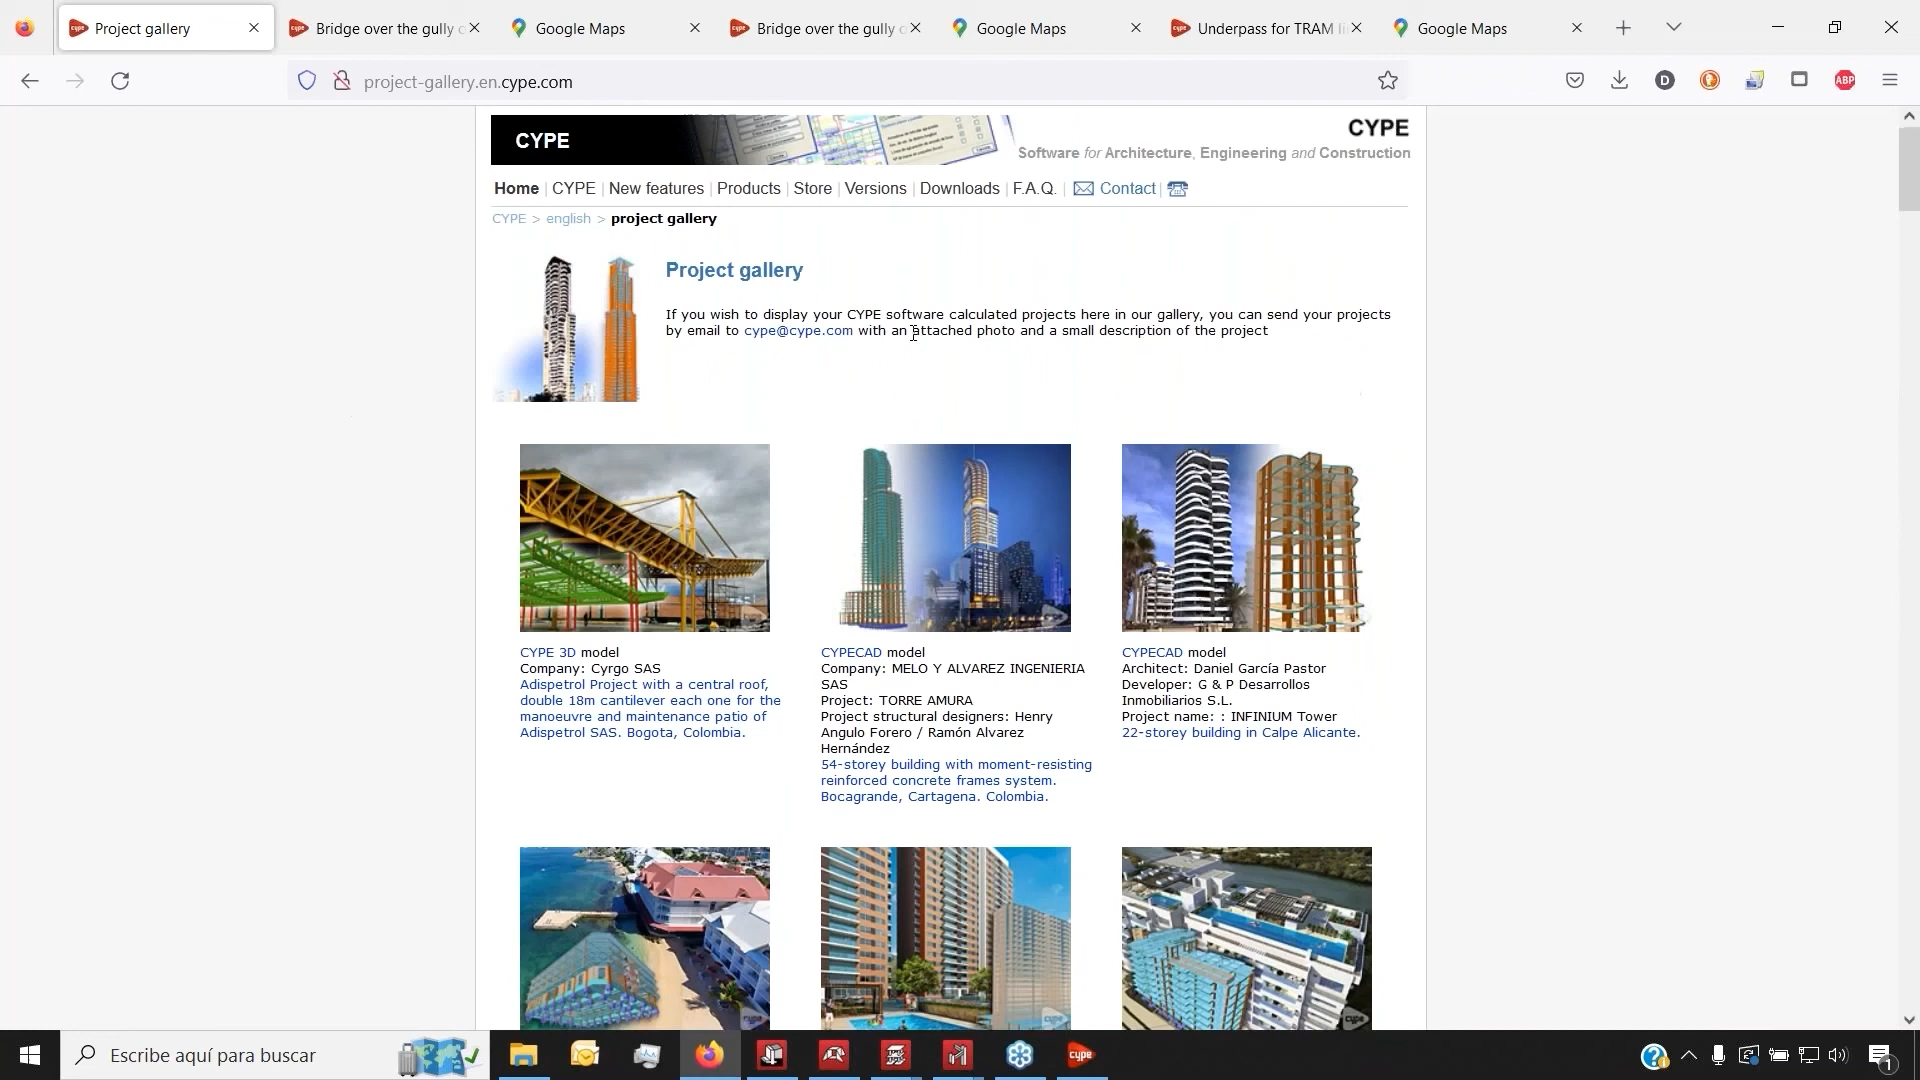 Project gallery
Bridge over the gully o
Google Maps
Bridge over the gully o
Google Maps
Underpass for TRAM li
Google Maps
project-gallery.en.cype.com
D
ABP
CYPE
CYPE
Software for Architecture, Engineering and Construction
Home | CYPE | New features | Products | Store | Versions | Downloads | F.A.Q. | Contact |
CYPE > english > project gallery
Project gallery
If you wish to display your CYPE software calculated projects here in our gallery, you can send your projects
by email to cype@cype.com with an attached photo and a small description of the project
CYPE 3D model
Company: Cyrgo SAS
Adispetrol Project with a central roof,
double 18m cantilever each one for the
manoeuvre and maintenance patio of
Adispetrol SAS. Bogota, Colombia.
CYPECAD model
Company: MELO Y ALVAREZ INGENIERIA
SAS
Project: TORRE AMURA
Project structural designers: Henry
Angulo Forero / Ramón Alvarez
Hernández
54-storey building with moment-resisting
reinforced concrete frames system.
Bocagrande, Cartagena. Colombia.
CYPECAD model
Architect: Daniel García Pastor
Developer: G & P Desarrollos
Inmobiliarios S.L.
Project name: : INFINIUM Tower
22-storey building in Calpe Alicante.
Escribe aquí para buscar
cype
1